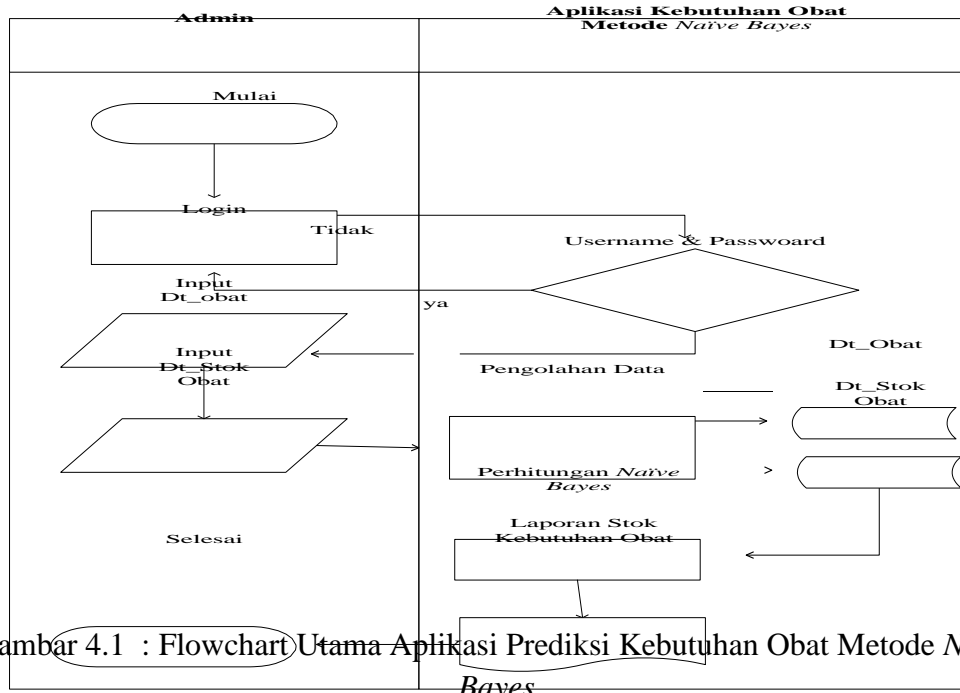 Admin
Aplikasi Kebutuhan Obat
Metode Naïve Bayes
Mulai
Login
Tidak
Username & Passwoard
Input
Dt_obat
ya
Input
Dt_Stok
Obat
Pengolahan Data
Dt_Obat
Dt_Stok
Obat
Perhitungan Naïve
Bayes
Selesai
Laporan Stok
Kebutuhan Obat
ambar 4.1 : Flowchart Utama Aplikasi Prediksi Kebutuhan Obat Metode
Bayes